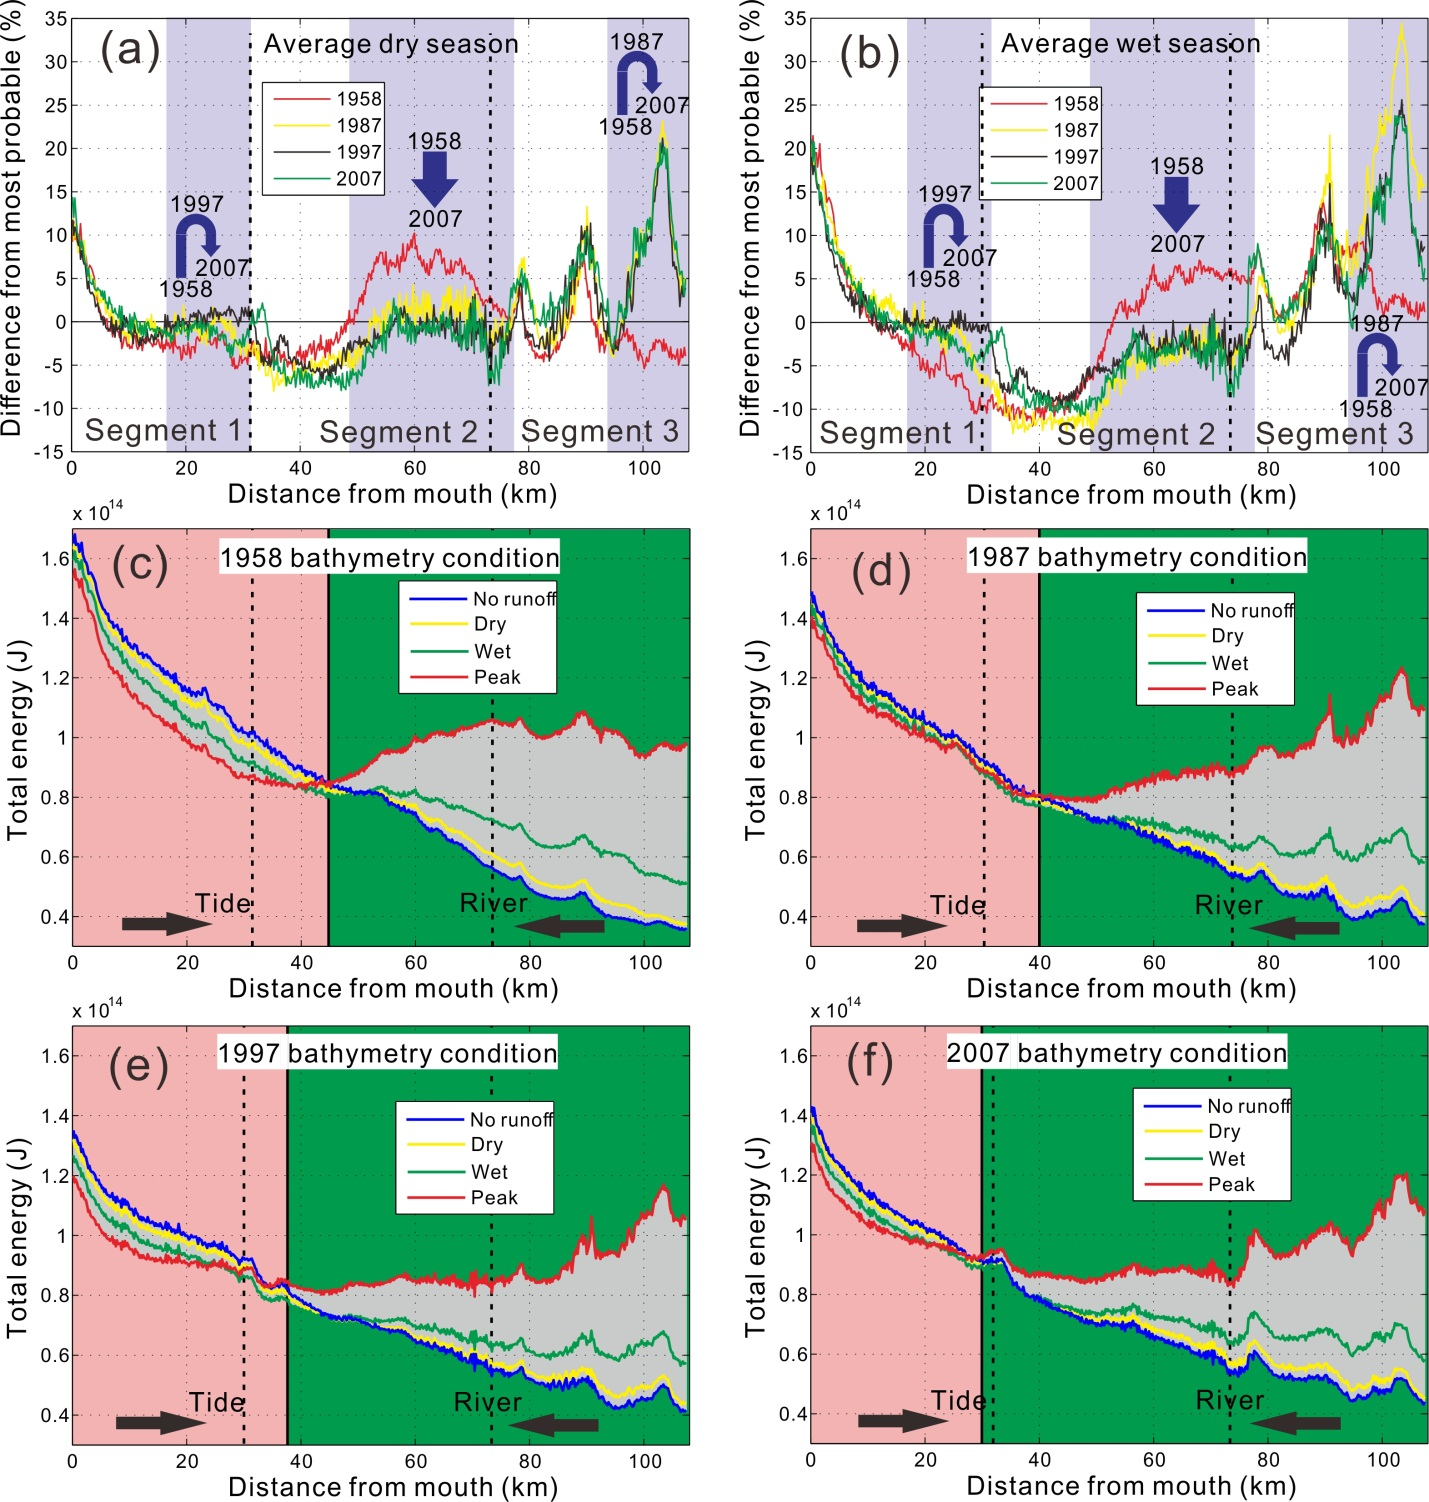 (a)
Average dry season
Difference from most probable (%)
35
30
25
20
15
10
5
0
-5
-10
-15
1958
1987
1997
2007
1997
2007
1958
1958
2007
1987
2007
1958
Segment 1
Segment 2
Segment 3
0
20
40
60
80
100
Distance from mouth (km)
(b)
Average wet season
Difference from most probable (%)
35
30
25
20
15
10
5
0
-5
-10
-15
1958
1987
1997
2007
1997
2007
1958
1958
2007
1987
2007
1958
Segment 1
Segment 2
Segment 3
0
20
40
60
80
100
Distance from mouth (km)
x 10¹⁴
(c)
1958 bathymetry condition
Total energy (J)
1.6
1.4
1.2
1
0.8
0.6
0.4
No runoff
Dry
Wet
Peak
Tide
River
0
20
40
60
80
100
Distance from mouth (km)
x 10¹⁴
(d)
1987 bathymetry condition
Total energy (J)
1.6
1.4
1.2
1
0.8
0.6
0.4
No runoff
Dry
Wet
Peak
Tide
River
0
20
40
60
80
100
Distance from mouth (km)
x 10¹⁴
(e)
1997 bathymetry condition
Total energy (J)
1.6
1.4
1.2
1
0.8
0.6
0.4
No runoff
Dry
Wet
Peak
Tide
River
0
20
40
60
80
100
Distance from mouth (km)
x 10¹⁴
(f)
2007 bathymetry condition
Total energy (J)
1.6
1.4
1.2
1
0.8
0.6
0.4
No runoff
Dry
Wet
Peak
Tide
River
0
20
40
60
80
100
Distance from mouth (km)